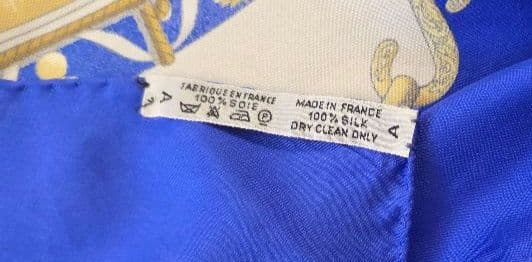 A
FABRIQUE EN FRANCE
100% SOIE
MADE IN FRANCE
100% SILK
DRY CLEAN ONLY
A